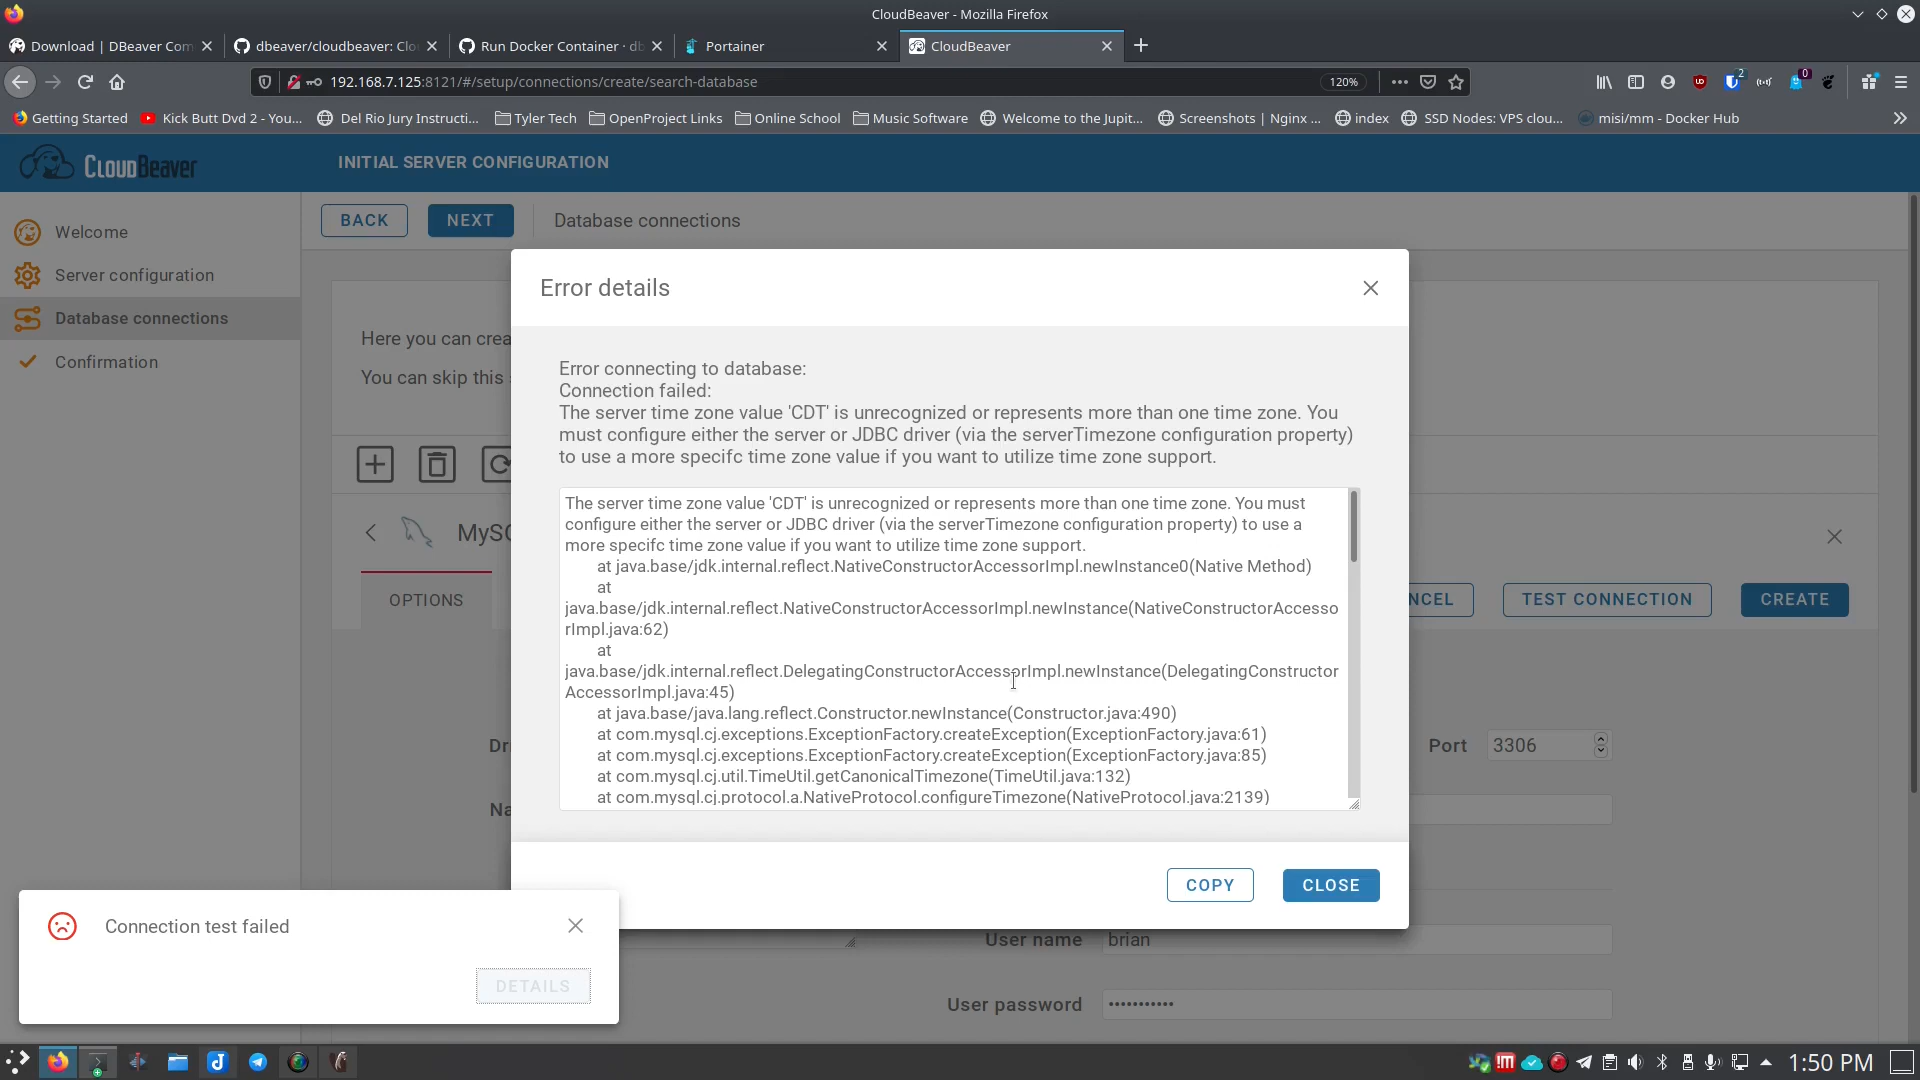 CloudBeaver - Mozilla Firefox
Download | DBeaver Com
dbeaver/cloudbeaver: Clo
Run Docker Container · db
Portainer
CloudBeaver
192.168.7.125:8121/#/setup/connections/create/search-database
120%
2
0
Getting Started
Kick Butt Dvd 2 - You...
Del Rio Jury Instructi...
Tyler Tech
OpenProject Links
Online School
Music Software
Welcome to the Jupit...
Screenshots | Nginx ...
index
SSD Nodes: VPS clou...
misi/mm - Docker Hub
CloudBeaver
INITIAL SERVER CONFIGURATION
Welcome
Server configuration
Database connections
Confirmation
BACK
NEXT
Database connections
Here you can crea
You can skip this s
MySQ
OPTIONS
NCEL
TEST CONNECTION
CREATE
Error details
Error connecting to database:
Connection failed:
The server time zone value 'CDT' is unrecognized or represents more than one time zone. You
must configure either the server or JDBC driver (via the serverTimezone configuration property)
to use a more specifc time zone value if you want to utilize time zone support.
The server time zone value 'CDT' is unrecognized or represents more than one time zone. You must
configure either the server or JDBC driver (via the serverTimezone configuration property) to use a
more specifc time zone value if you want to utilize time zone support.
at java.base/jdk.internal.reflect.NativeConstructorAccessorImpl.newInstance0(Native Method)
at
java.base/jdk.internal.reflect.NativeConstructorAccessorImpl.newInstance(NativeConstructorAccesso
rImpl.java:62)
at
java.base/jdk.internal.reflect.DelegatingConstructorAccessorImpl.newInstance(DelegatingConstructor
AccessorImpl.java:45)
at java.base/java.lang.reflect.Constructor.newInstance(Constructor.java:490)
at com.mysql.cj.exceptions.ExceptionFactory.createException(ExceptionFactory.java:61)
at com.mysql.cj.exceptions.ExceptionFactory.createException(ExceptionFactory.java:85)
at com.mysql.cj.util.TimeUtil.getCanonicalTimezone(TimeUtil.java:132)
at com.mysql.cj.protocol.a.NativeProtocol.configureTimezone(NativeProtocol.java:2139)
COPY
CLOSE
Dri
Port
3306
Na
User name
brian
User password
Connection test failed
DETAILS
1:50 PM